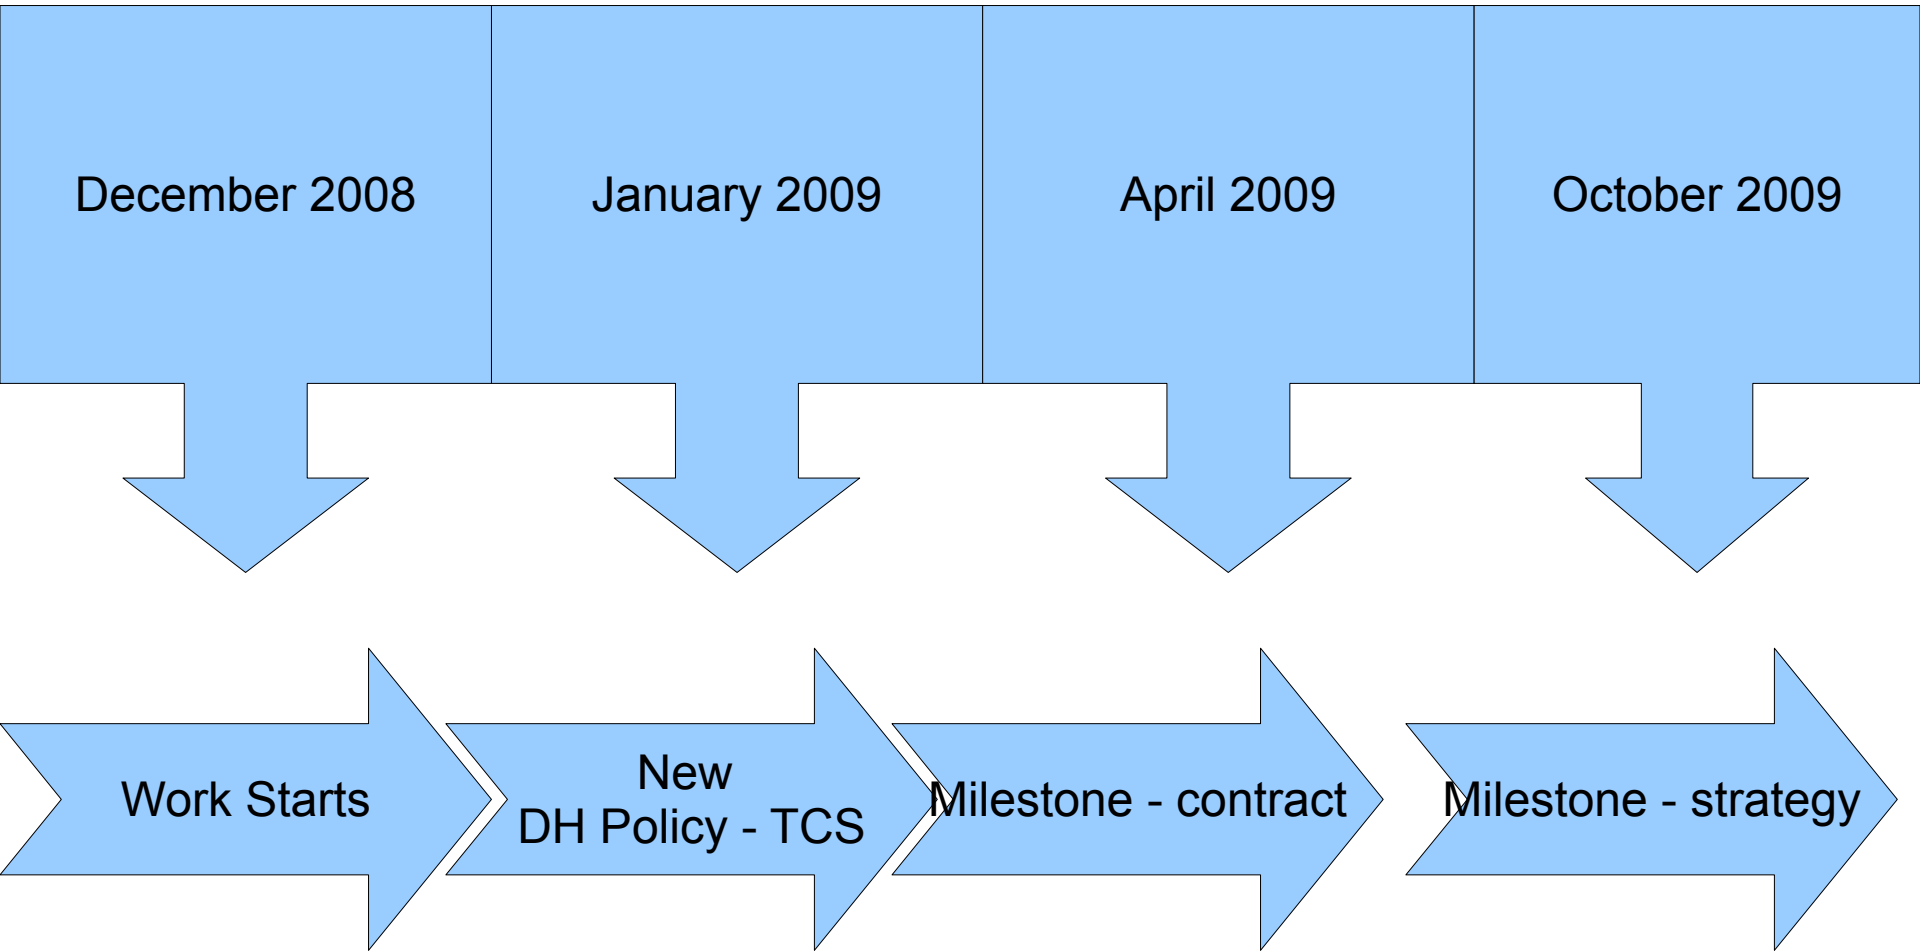 December 2008
January 2009
April 2009
October 2009
Work Starts
New
DH Policy - TCS
Milestone - contract
Milestone - strategy